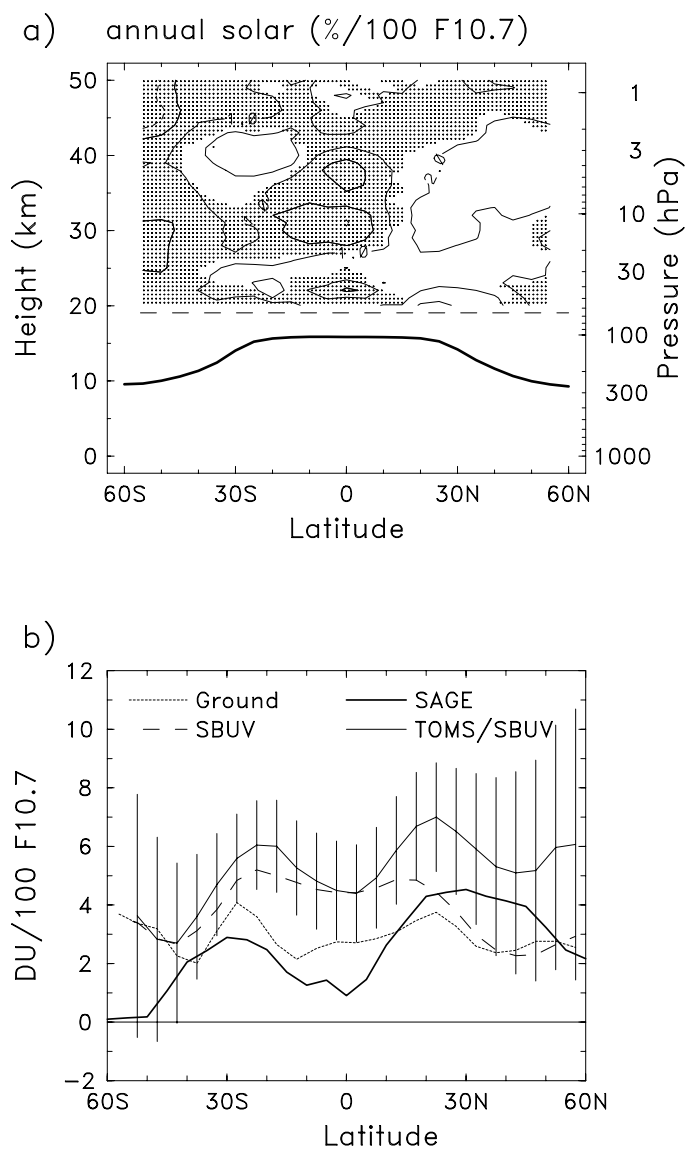 a) annual solar (%/100 F10.7)
50
40
30
20
10
0
Height (km)
1
3
10
30
100
300
1000
Pressure (hPa)
1.0
2.0
1.0
60S 30S 0 30N 60N
Latitude
b)
12
10
8
6
4
2
0
−2
DU/100 F10.7
Ground SAGE
SBUV TOMS/SBUV
60S 30S 0 30N 60N
Latitude